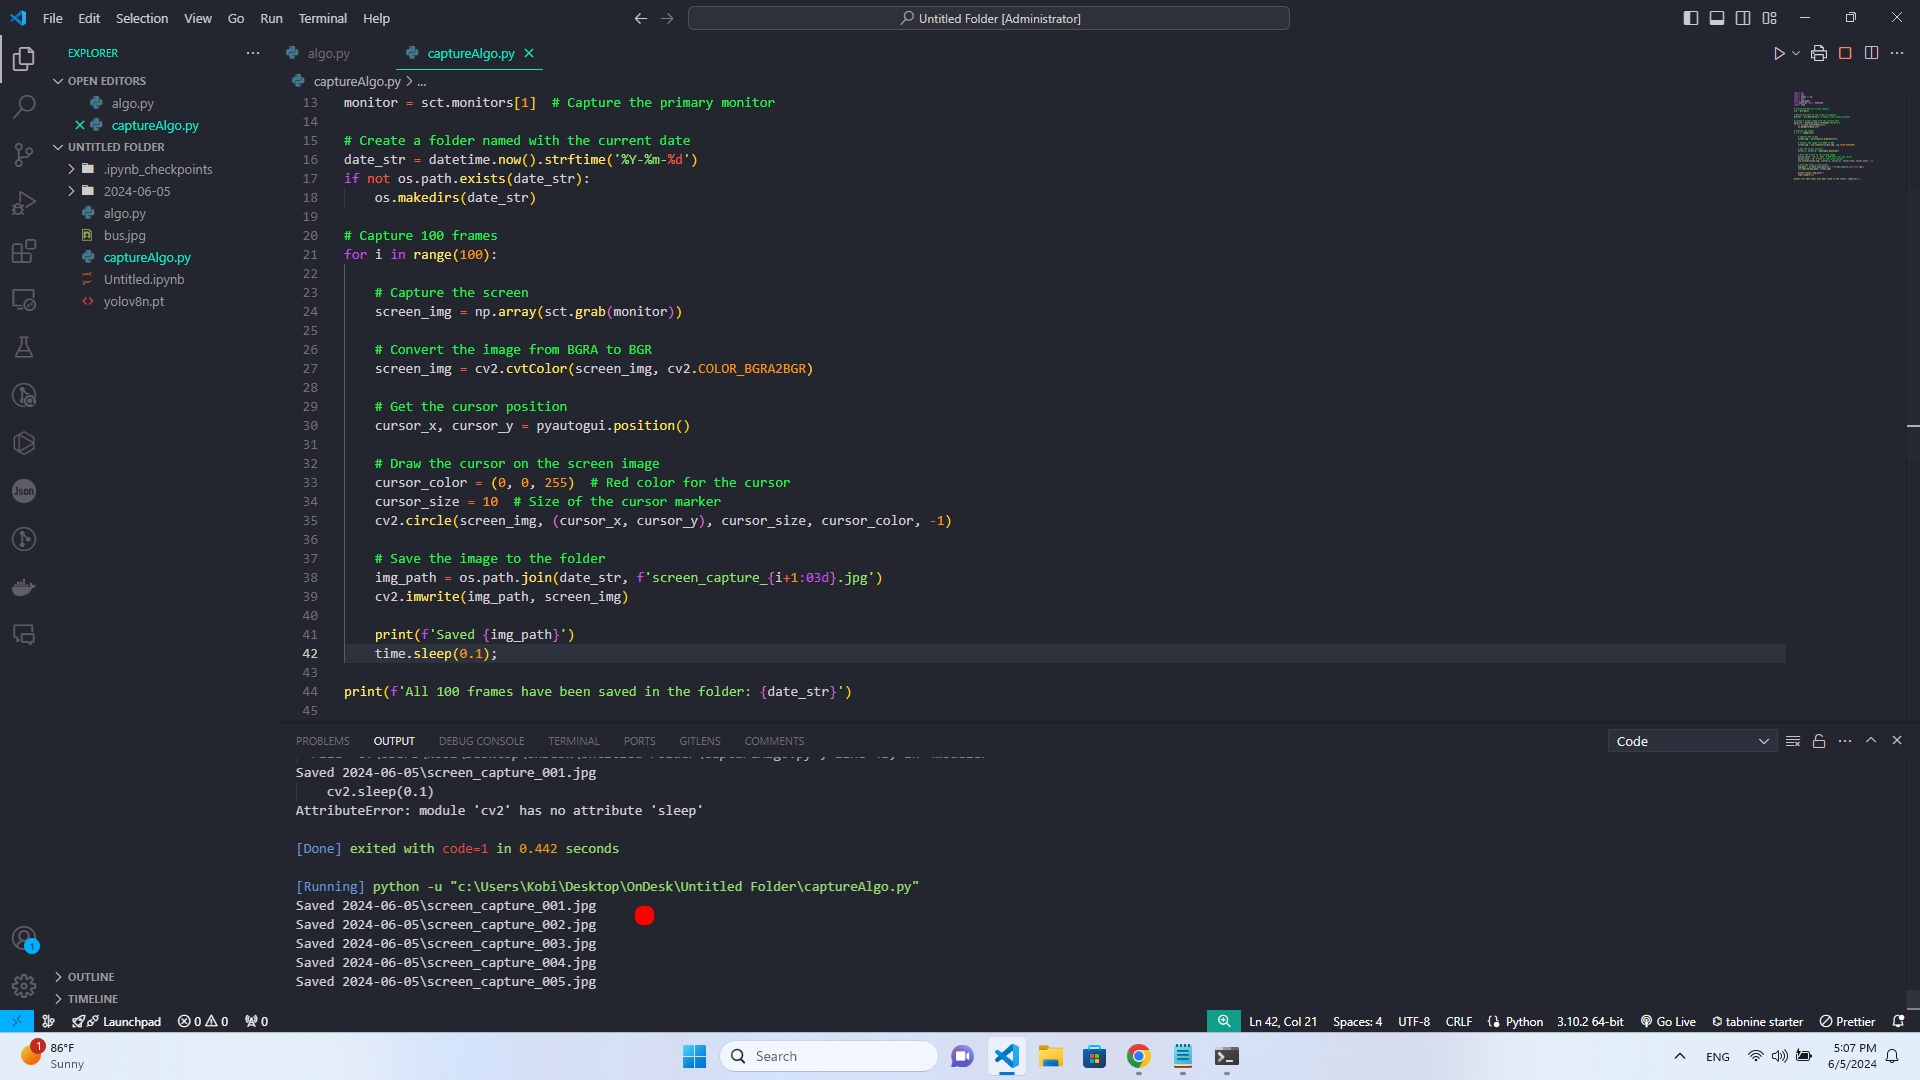 File Edit Selection View Go Run Terminal Help
Untitled Folder [Administrator]
EXPLORER
OPEN EDITORS
algo.py
captureAlgo.py
UNTITLED FOLDER
.ipynb_checkpoints
2024-06-05
algo.py
bus.jpg
captureAlgo.py
Untitled.ipynb
yolov8n.pt
OUTLINE
TIMELINE
Json
1
algo.py captureAlgo.py
captureAlgo.py > ...
13 monitor = sct.monitors[1]  # Capture the primary monitor
14
15 # Create a folder named with the current date
16 date_str = datetime.now().strftime('%Y-%m-%d')
17 if not os.path.exists(date_str):
18     os.makedirs(date_str)
19
20 # Capture 100 frames
21 for i in range(100):
22
23     # Capture the screen
24     screen_img = np.array(sct.grab(monitor))
25
26     # Convert the image from BGRA to BGR
27     screen_img = cv2.cvtColor(screen_img, cv2.COLOR_BGRA2BGR)
28
29     # Get the cursor position
30     cursor_x, cursor_y = pyautogui.position()
31
32     # Draw the cursor on the screen image
33     cursor_color = (0, 0, 255)  # Red color for the cursor
34     cursor_size = 10  # Size of the cursor marker
35     cv2.circle(screen_img, (cursor_x, cursor_y), cursor_size, cursor_color, -1)
36
37     # Save the image to the folder
38     img_path = os.path.join(date_str, f'screen_capture_{i+1:03d}.jpg')
39     cv2.imwrite(img_path, screen_img)
40
41     print(f'Saved {img_path}')
42     time.sleep(0.1);
43
44 print(f'All 100 frames have been saved in the folder: {date_str}')
45
PROBLEMS OUTPUT DEBUG CONSOLE TERMINAL PORTS GITLENS COMMENTS
Code
Saved 2024-06-05\screen_capture_001.jpg
    cv2.sleep(0.1)
AttributeError: module 'cv2' has no attribute 'sleep'
[Done] exited with code=1 in 0.442 seconds
[Running] python -u "c:\Users\Kobi\Desktop\OnDesk\Untitled Folder\captureAlgo.py"
Saved 2024-06-05\screen_capture_001.jpg
Saved 2024-06-05\screen_capture_002.jpg
Saved 2024-06-05\screen_capture_003.jpg
Saved 2024-06-05\screen_capture_004.jpg
Saved 2024-06-05\screen_capture_005.jpg
Launchpad 0 0 0
Ln 42, Col 21 Spaces: 4 UTF-8 CRLF Python 3.10.2 64-bit Go Live tabnine starter Prettier
1
86°F
Sunny
Search
ENG
5:07 PM
6/5/2024